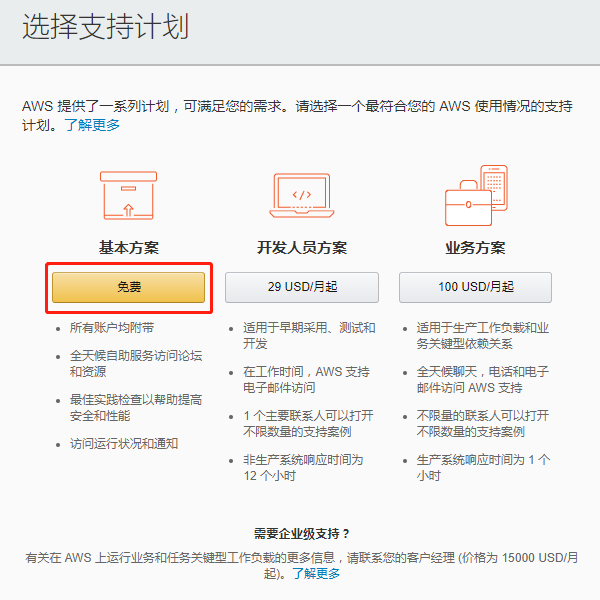 选择支持计划
AWS 提供了一系列计划，可满足您的需求。请选择一个最符合您的 AWS 使用情况的支持
计划。了解更多
</>
基本方案
免费
所有账户均附带
全天候自助服务访问论坛
和资源
最佳实践检查以帮助提高
安全和性能
访问运行状况和通知
开发人员方案
29 USD/月起
适用于早期采用、测试和
开发
在工作时间，AWS 支持
电子邮件访问
1 个主要联系人可以打开
不限数量的支持案例
非生产系统响应时间为
12 个小时
业务方案
100 USD/月起
适用于生产工作负载和业
务关键型依赖关系
全天候聊天，电话和电子
邮件访问 AWS 支持
不限量的联系人可以打开
不限数量的支持案例
生产系统响应时间为 1 个
小时
需要企业级支持？
有关在 AWS 上运行业务和任务关键型工作负载的更多信息，请联系您的客户经理 (价格为 15000 USD/月
起)。了解更多